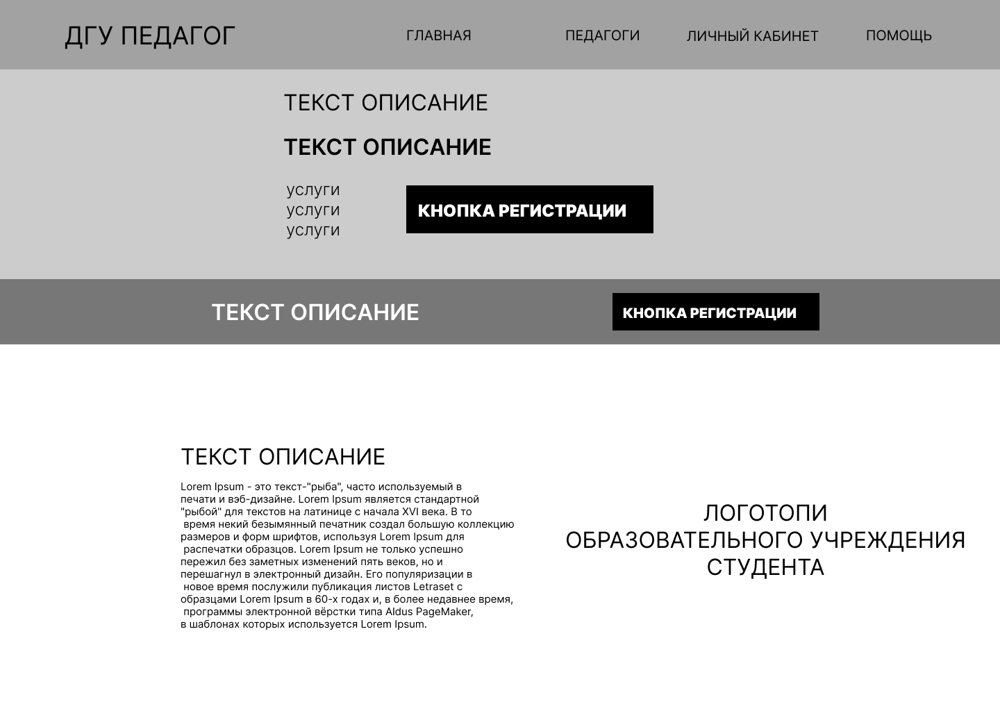 ДГУ ПЕДАГОГ
ГЛАВНАЯ
ПЕДАГОГИ
ЛИЧНЫЙ КАБИНЕТ
ПОМОЩЬ
ТЕКСТ ОПИСАНИЕ
ТЕКСТ ОПИСАНИЕ
услуги
услуги
услуги
КНОПКА РЕГИСТРАЦИИ
ТЕКСТ ОПИСАНИЕ
КНОПКА РЕГИСТРАЦИИ
ТЕКСТ ОПИСАНИЕ
Lorem Ipsum - это текст-"рыба", часто используемый в
печати и вэб-дизайне. Lorem Ipsum является стандартной
"рыбой" для текстов на латинице с начала XVI века. В то
время некий безымянный печатник создал большую коллекцию
размеров и форм шрифтов, используя Lorem Ipsum для
распечатки образцов. Lorem Ipsum не только успешно
пережил без заметных изменений пять веков, но и
перешагнул в электронный дизайн. Его популяризации в
новое время послужили публикация листов Letraset с
образцами Lorem Ipsum в 60-х годах и, в более недавнее время,
программы электронной вёрстки типа Aldus PageMaker,
в шаблонах которых используется Lorem Ipsum.
ЛОГОТОПИ
ОБРАЗОВАТЕЛЬНОГО УЧРЕЖДЕНИЯ
СТУДЕНТА